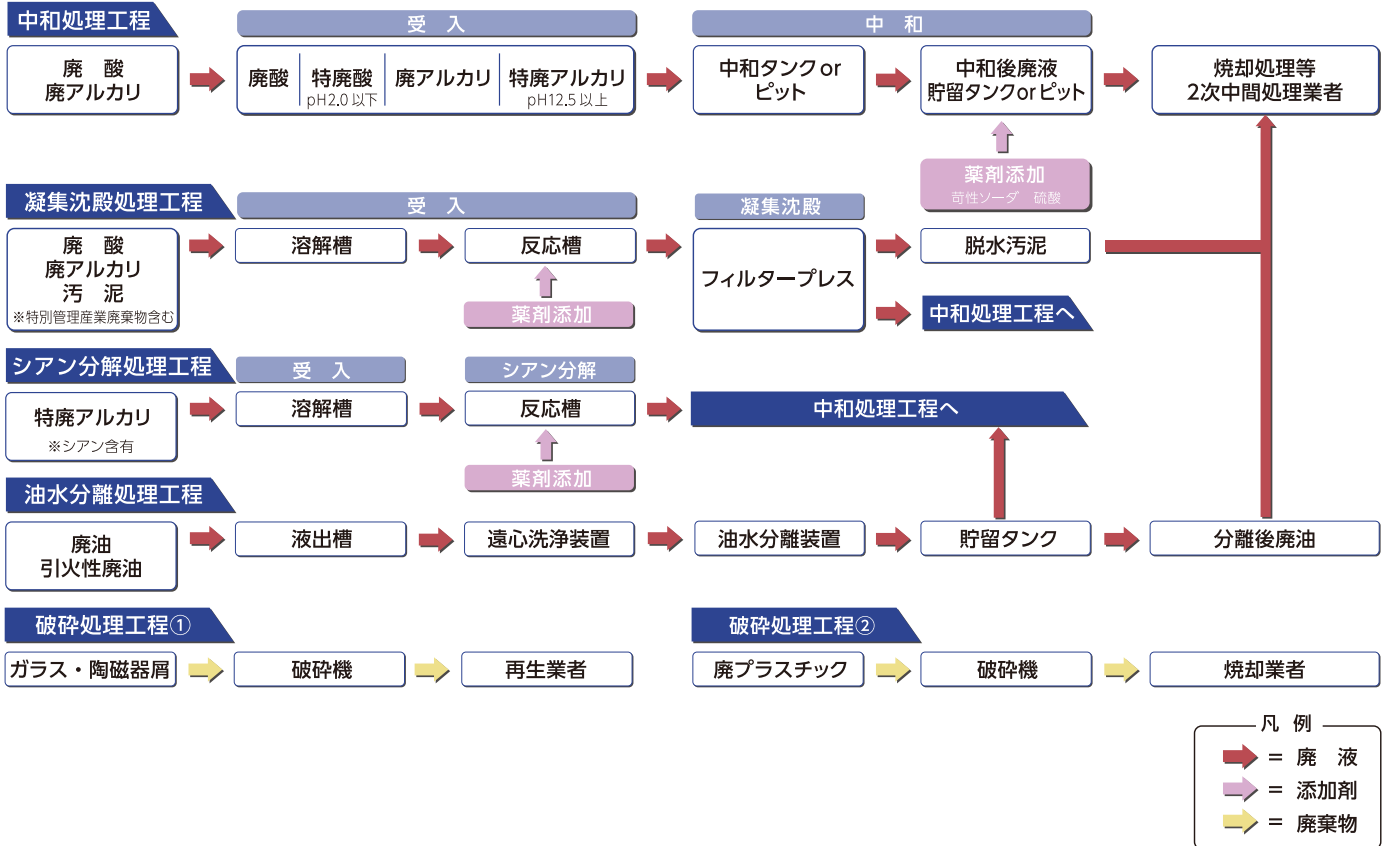 中和処理工程
受 入
中 和
廃 酸
廃アルカリ
廃酸
特廃酸
pH2.0以下
廃アルカリ
特廃アルカリ
pH12.5以上
中和タンクor
ピット
中和後廃液
貯留タンクorピット
焼却処理等
2次中間処理業者
薬剤添加
苛性ソーダ 硫酸
凝集沈殿処理工程
受 入
凝集沈殿
廃 酸
廃アルカリ
汚 泥
※特別管理産業廃棄物含む
溶解槽
反応槽
薬剤添加
フィルタープレス
脱水汚泥
中和処理工程へ
シアン分解処理工程
受 入
シアン分解
特廃アルカリ
※シアン含有
溶解槽
反応槽
薬剤添加
中和処理工程へ
油水分離処理工程
廃油
引火性廃油
液出槽
遠心洗浄装置
油水分離装置
貯留タンク
分離後廃油
破砕処理工程①
ガラス・陶磁器屑
破砕機
再生業者
破砕処理工程②
廃プラスチック
破砕機
焼却業者
凡 例
= 廃 液
= 添加剤
= 廃棄物